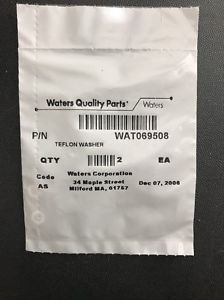 Waters Quality Parts Waters
P/N WAT069508
TEFLON WASHER
QTY 2 EA
Code Waters Corporation
AS 34 Maple Street Dec 07, 2006
Milford MA, 01757